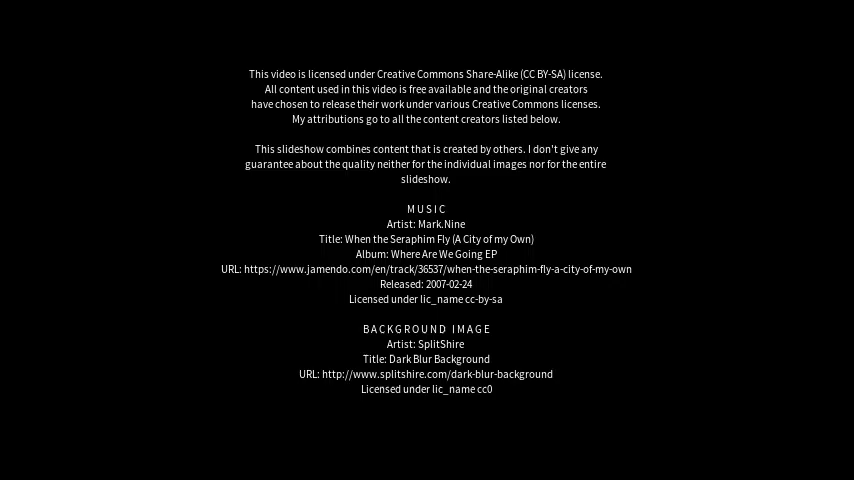 This video is licensed under Creative Commons Share-Alike (CC BY-SA) license.
All content used in this video is free available and the original creators
have chosen to release their work under various Creative Commons licenses.
My attributions go to all the content creators listed below.
This slideshow combines content that is created by others. I don't give any
guarantee about the quality neither for the individual images nor for the entire
slideshow.
MUSIC
Artist: Mark.Nine
Title: When the Seraphim Fly (A City of my Own)
Album: Where Are We Going EP
URL: https://www.jamendo.com/en/track/36537/when-the-seraphim-fly-a-city-of-my-own
Released: 2007-02-24
Licensed under lic_name cc-by-sa
BACKGROUND IMAGE
Artist: SplitShire
Title: Dark Blur Background
URL: http://www.splitshire.com/dark-blur-background
Licensed under lic_name cc0